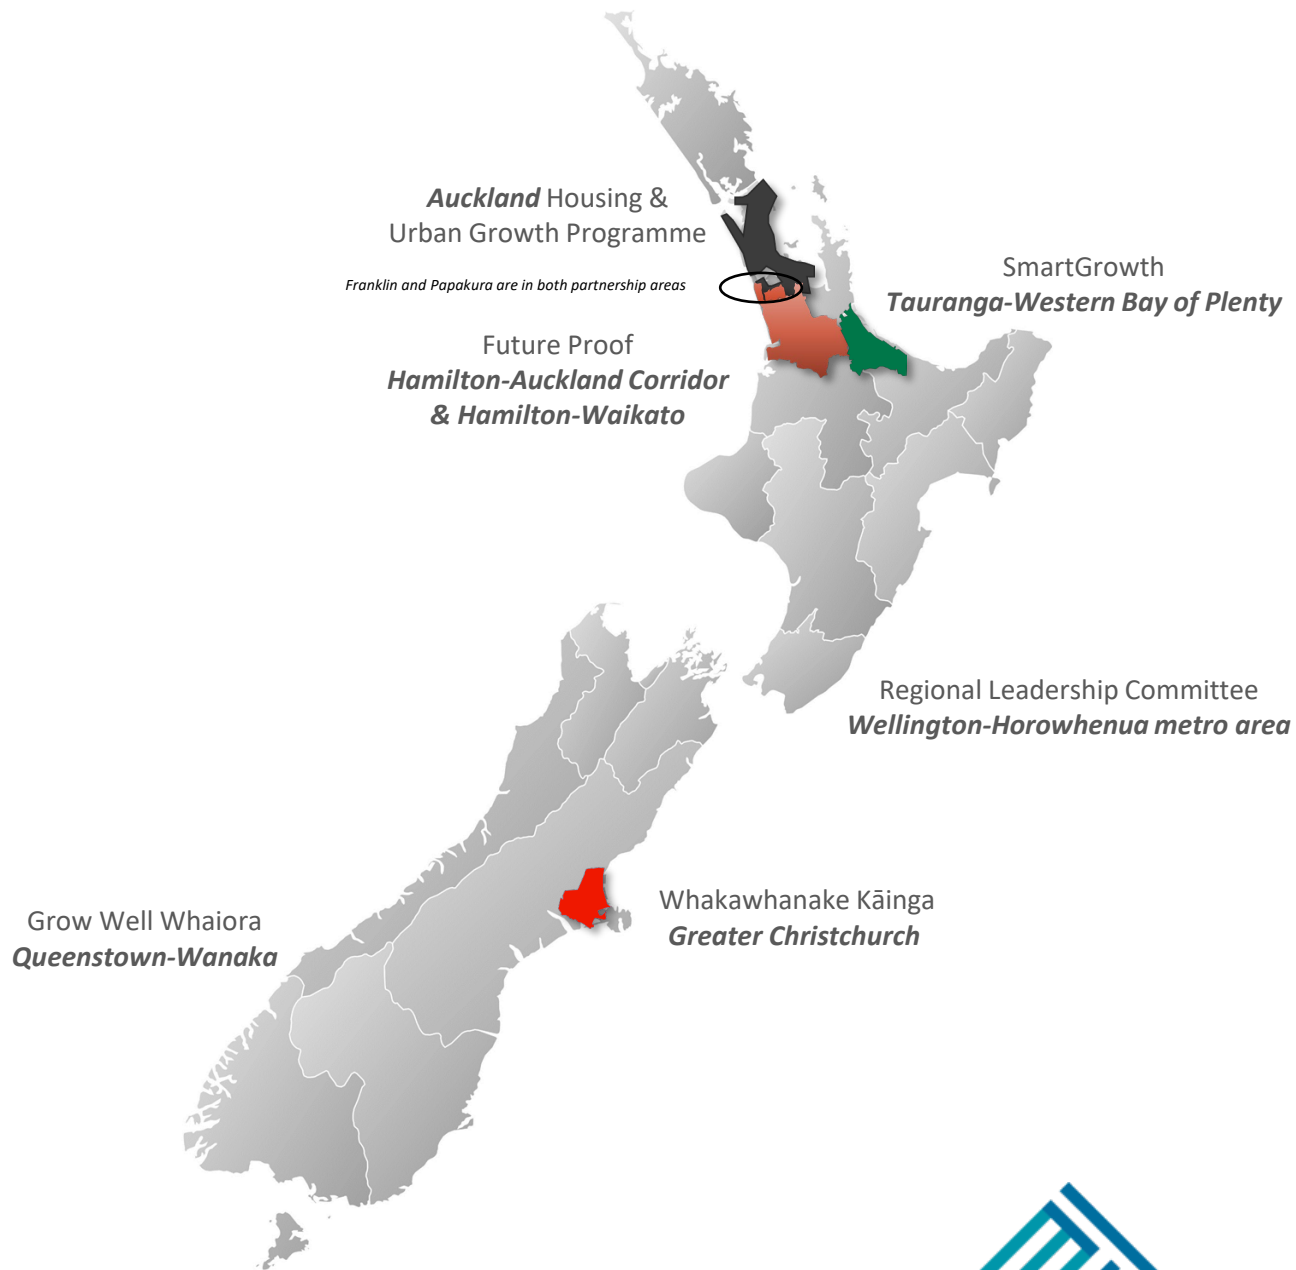 Auckland Housing &
Urban Growth Programme
Franklin and Papakura are in both partnership areas
SmartGrowth
Tauranga-Western Bay of Plenty
Future Proof
Hamilton-Auckland Corridor
& Hamilton-Waikato
Regional Leadership Committee
Wellington-Horowhenua metro area
Whakawhanake Kāinga
Greater Christchurch
Grow Well Whaiora
Queenstown-Wanaka